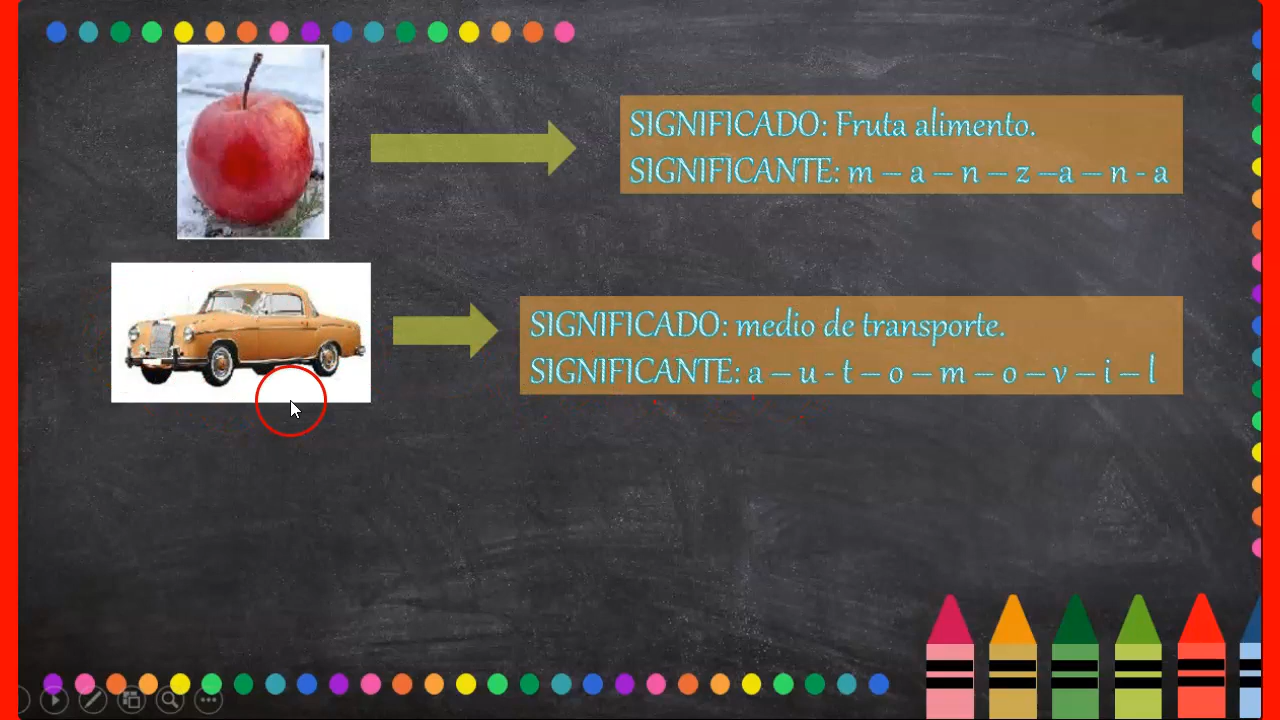 SIGNIFICADO: Fruta alimento.
SIGNIFICANTE: m – a – n – z –a – n - a
SIGNIFICADO: medio de transporte.
SIGNIFICANTE: a – u - t – o – m – o – v – i – l